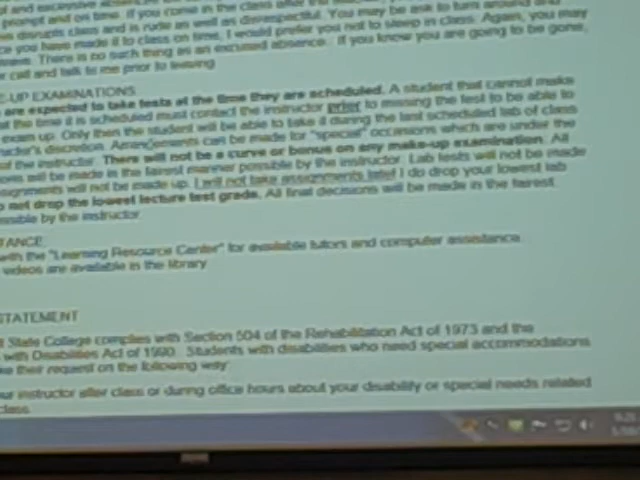 and excessive absences
prompt and on time. If you come in the class after the
disrupts class and is rude as well as disrespectful. You may be ask to turn around and
ce you have made it to class on time, I would prefer you not to sleep in class. Again, you may
leave. There is no such thing as an excused absence. If you know you are going to be gone,
r call and talk to me prior to leaving
E-UP EXAMINATIONS
are expected to take tests at the time they are scheduled. A student that cannot make
at the time it is scheduled must contact the instructor prior to missing the test to be able to
exam up. Only then the student will be able to take it during the last scheduled lab of class
ructor's discretion. Arrangements can be made for "special" occasions which are under the
of the instructor. There will not be a curve or bonus on any make-up examination. All
will be made in the fairest manner possible by the instructor. Lab tests will not be made
signments will not be made up. I will not take assignments late! I do drop your lowest lab
o not drop the lowest lecture test grade. All final decisions will be made in the fairest
ssible by the instructor
TANCE
with the "Learning Resource Center" for available tutors and computer assistance.
videos are available in the library
STATEMENT
State College complies with Section 504 of the Rehabilitation Act of 1973 and the
with Disabilities Act of 1990. Students with disabilities who need special accommodations
ke their request on the following way
ur instructor after class or during office hours about your disability or special needs related
class